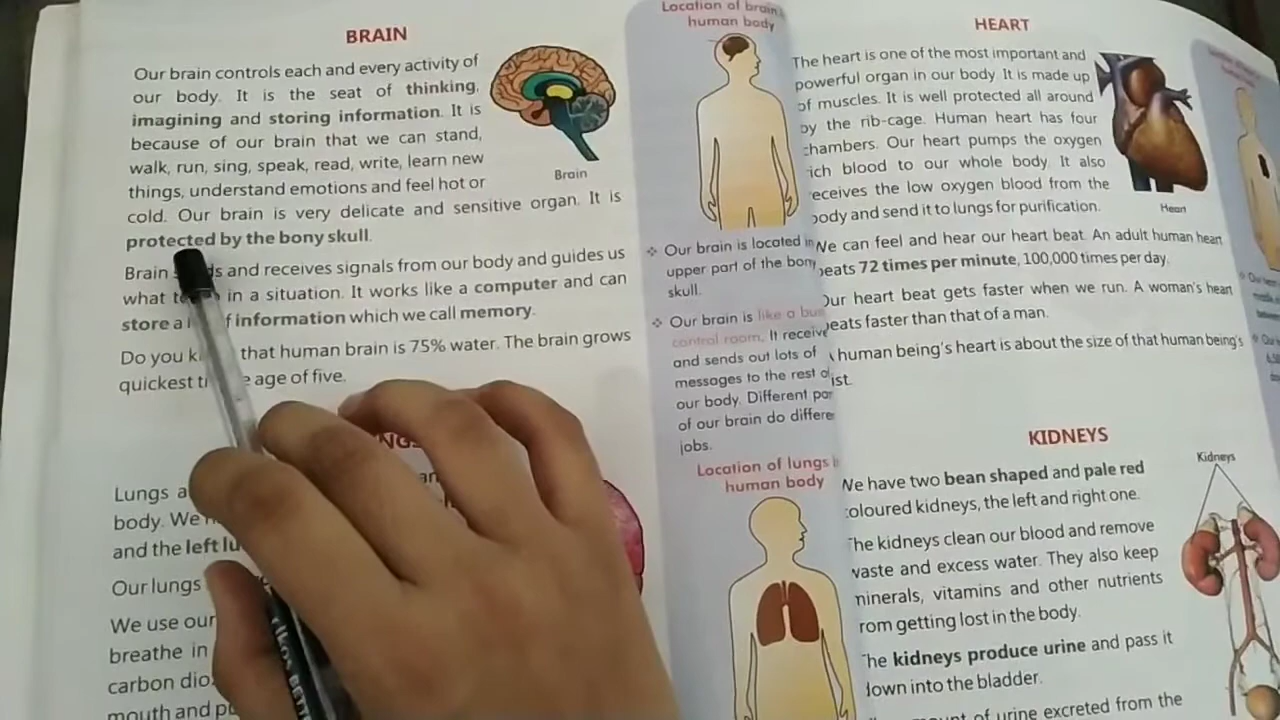 BRAIN
Our brain controls each and every activity of
our body. It is the seat of thinking,
imagining and storing information. It is
because of our brain that we can stand,
walk, run, sing, speak, read, write, learn new
things, understand emotions and feel hot or
cold. Our brain is very delicate and sensitive organ. It is
protected by the bony skull.
Brain and receives signals from our body and guides us
what in a situation. It works like a computer and can
store a information which we call memory.
Do you that human brain is 75% water. The brain grows
quickest age of five.
Brain
Lungs
body. We
and the left
Our lungs
We use our
breathe in
carbon
mouth and
Location of brain
human body
Our brain is located in
upper part of the bony
skull.
Our brain is like a bus
control room. It receive
and sends out lots of
messages to the rest of
our body. Different par
of our brain do differe
jobs.
Location of lungs
human body
HEART
The heart is one of the most important and
powerful organ in our body. It is made up
of muscles. It is well protected all around
by the rib-cage. Human heart has four
chambers. Our heart pumps the oxygen
rich blood to our whole body. It also
receives the low oxygen blood from the
body and send it to lungs for purification.
Heart
We can feel and hear our heart beat. An adult human heart
beats 72 times per minute, 100,000 times per day.
Our heart beat gets faster when we run. A woman's heart
beats faster than that of a man.
A human being's heart is about the size of that human being's
ist.
KIDNEYS
Kidneys
We have two bean shaped and pale red
coloured kidneys, the left and right one.
The kidneys clean our blood and remove
waste and excess water. They also keep
minerals, vitamins and other nutrients
from getting lost in the body.
The kidneys produce urine and pass it
down into the bladder.
of urine excreted from the